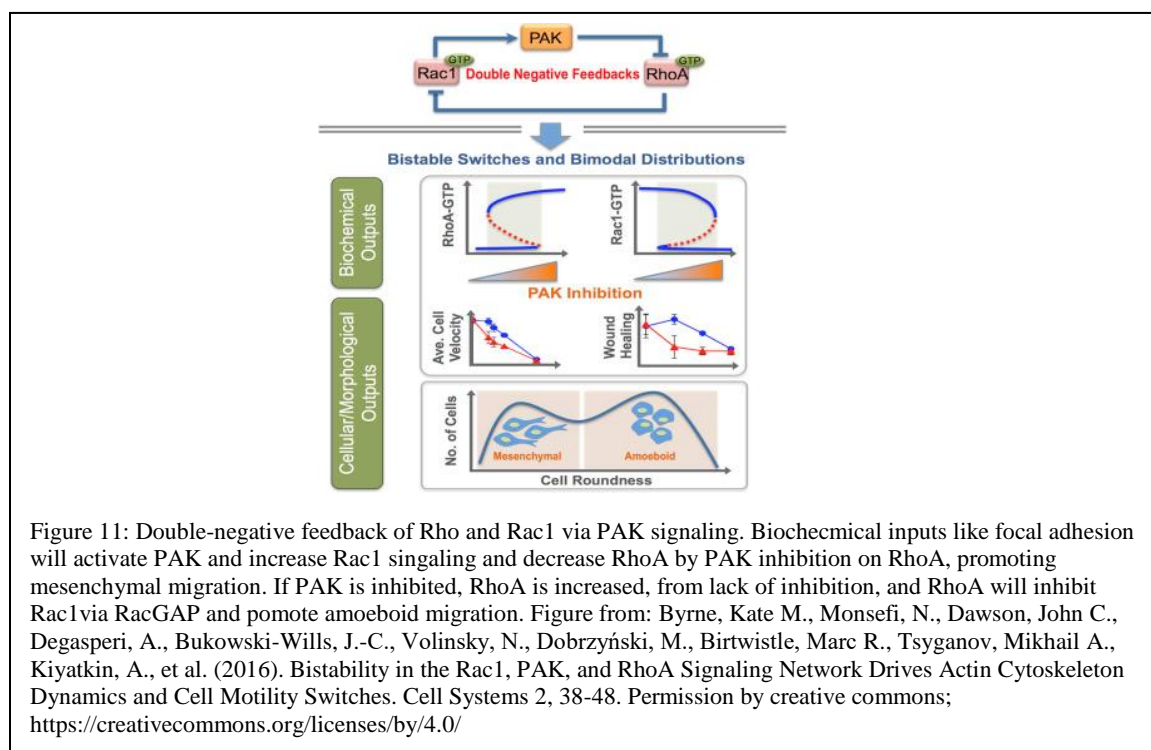 PAK
GTP
GTP
Rac1
Double Negative Feedbacks
RhoA
Bistable Switches and Bimodal Distributions
Biochemical
Outputs
RhoA-GTP
Rac1-GTP
PAK Inhibition
Cellular/Morphological
Outputs
Ave. Cell
Velocity
Wound
Healing
No. of Cells
Mesenchymal
Amoeboid
Cell Roundness
Figure 11: Double-negative feedback of Rho and Rac1 via PAK signaling. Biochecmical inputs like focal adhesion
will activate PAK and increase Rac1 singaling and decrease RhoA by PAK inhibition on RhoA, promoting
mesenchymal migration. If PAK is inhibited, RhoA is increased, from lack of inhibition, and RhoA will inhibit
Rac1via RacGAP and pomote amoeboid migration. Figure from: Byrne, Kate M., Monsefi, N., Dawson, John C.,
Degasperi, A., Bukowski-Wills, J.-C., Volinsky, N., Dobrzyński, M., Birtwistle, Marc R., Tsyganov, Mikhail A.,
Kiyatkin, A., et al. (2016). Bistability in the Rac1, PAK, and RhoA Signaling Network Drives Actin Cytoskeleton
Dynamics and Cell Motility Switches. Cell Systems 2, 38-48. Permission by creative commons;
https://creativecommons.org/licenses/by/4.0/